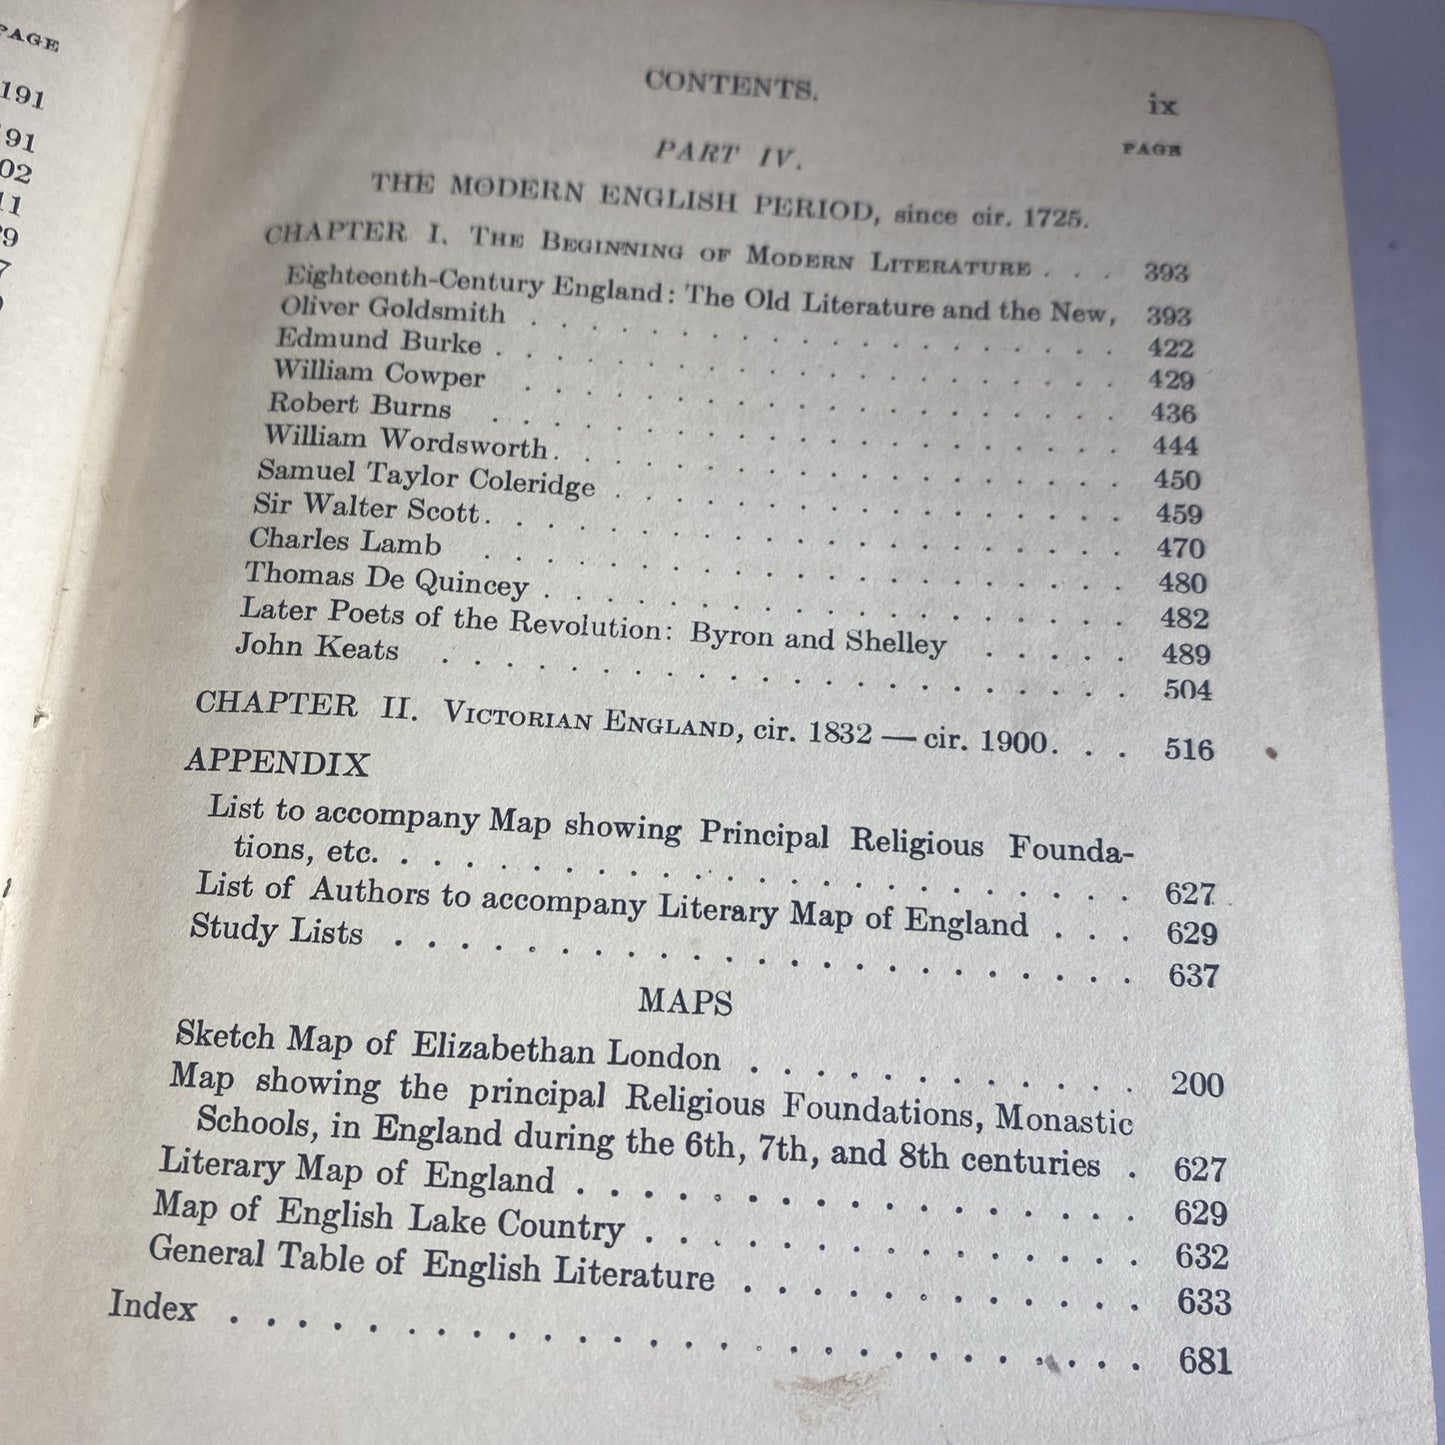 PAGE
191
191
02
11
29
7
CONTENTS.
ix
PART IV.
PAGE
THE MODERN ENGLISH PERIOD, since cir. 1725.
CHAPTER I. THE BEGINNING OF MODERN LITERATURE . . . 393
Eighteenth-Century England: The Old Literature and the New, 393
Oliver Goldsmith . . . . . . . . . . . . . . . . . . . 422
Edmund Burke . . . . . . . . . . . . . . . . . . . . 429
William Cowper . . . . . . . . . . . . . . . . . . . 436
Robert Burns . . . . . . . . . . . . . . . . . . . . 444
William Wordsworth . . . . . . . . . . . . . . . . . . 450
Samuel Taylor Coleridge . . . . . . . . . . . . . . . . 459
Sir Walter Scott . . . . . . . . . . . . . . . . . . . 470
Charles Lamb . . . . . . . . . . . . . . . . . . . . 480
Thomas De Quincey . . . . . . . . . . . . . . . . . . 482
Later Poets of the Revolution: Byron and Shelley . . . . . 489
John Keats . . . . . . . . . . . . . . . . . . . . . 504
CHAPTER II. VICTORIAN ENGLAND, cir. 1832 — cir. 1900. . . . 516
APPENDIX
List to accompany Map showing Principal Religious Founda-
tions, etc. . . . . . . . . . . . . . . . . . . . . . . 627
List of Authors to accompany Literary Map of England . . . 629
Study Lists . . . . . . . . . . . . . . . . . . . . . . 637
MAPS
Sketch Map of Elizabethan London . . . . . . . . . . . . 200
Map showing the principal Religious Foundations, Monastic
Schools, in England during the 6th, 7th, and 8th centuries . 627
Literary Map of England . . . . . . . . . . . . . . . . . 629
Map of English Lake Country . . . . . . . . . . . . . . . 632
General Table of English Literature . . . . . . . . . . . . 633
Index . . . . . . . . . . . . . . . . . . . . . . . . . . . 681